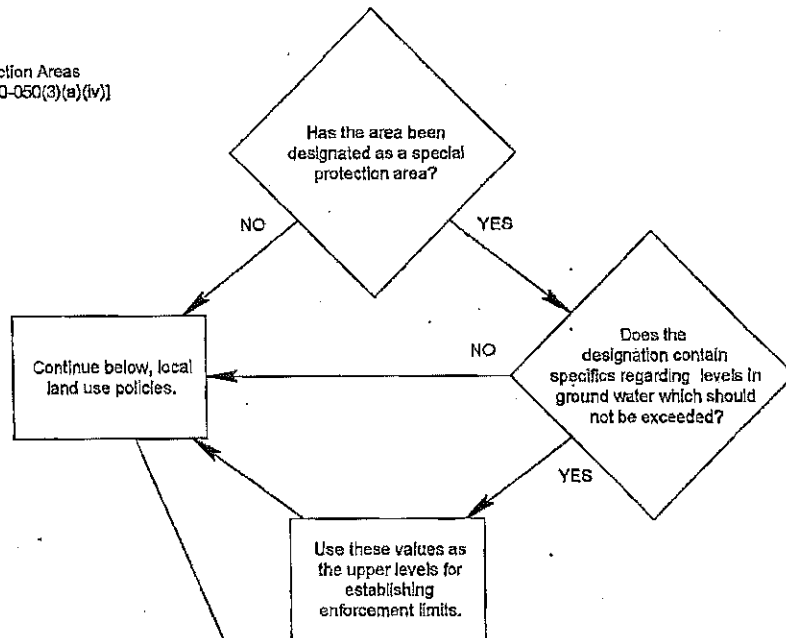 ction Areas
0-050(3)(a)(iv)]
Has the area been
designated as a special
protection area?
NO
YES
Continue below, local
land use policies.
NO
Does the
designation contain
specifics regarding levels in
ground water which should
not be exceeded?
YES
Use these values as
the upper levels for
establishing
enforcement limits.